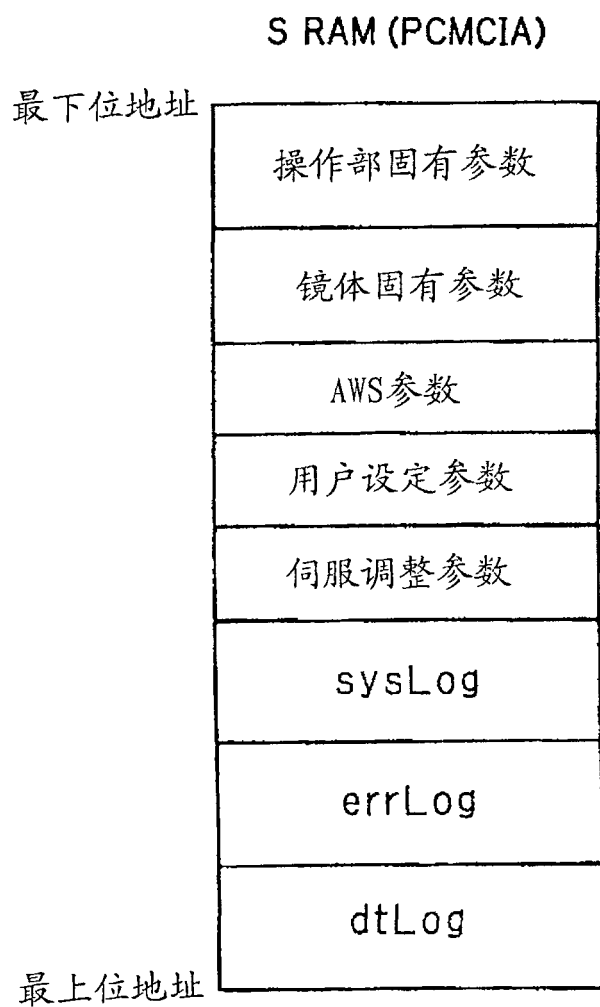 S RAM (PCMCIA)
最下位地址
操作部固有参数
镜体固有参数
AWS参数
用户设定参数
伺服调整参数
sysLog
errLog
dtLog
最上位地址